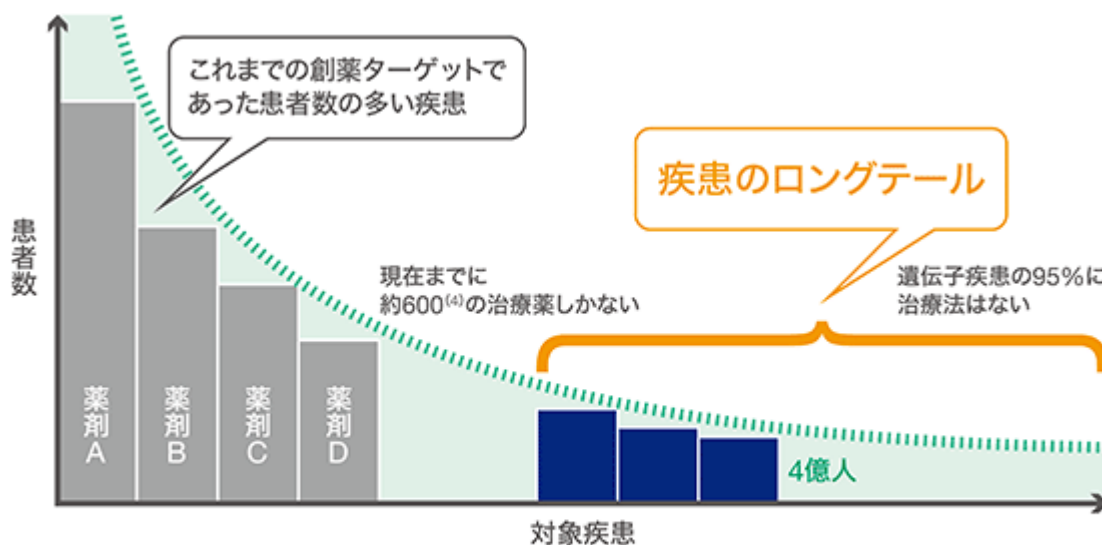 これまでの創薬ターゲットで
あった患者数の多い疾患
疾患のロングテール
患者数
現在までに
約600⁽⁴⁾の治療薬しかない
遺伝子疾患の95%に
治療法はない
薬剤A
薬剤B
薬剤C
薬剤D
4億人
対象疾患